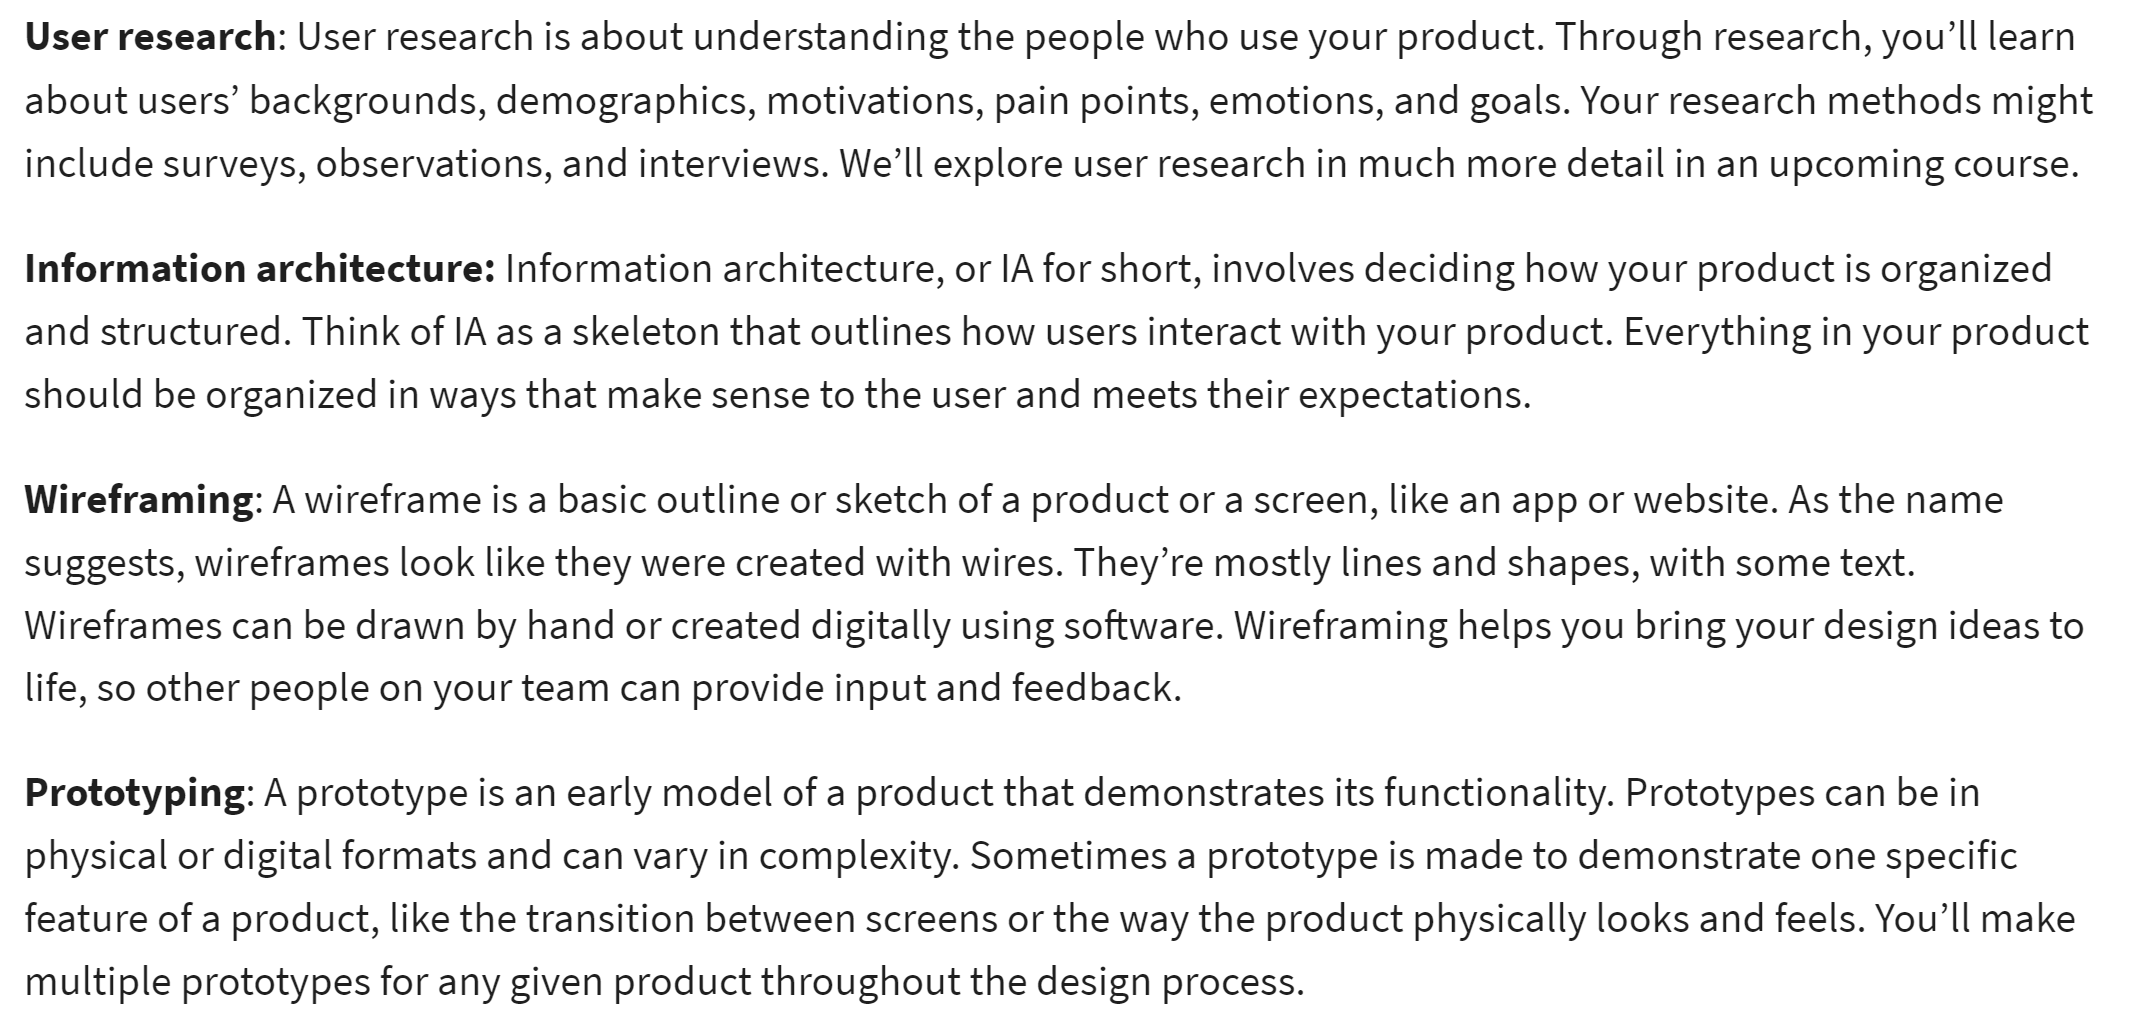 User research: User research is about understanding the people who use your product. Through research, you’ll learn
about users’ backgrounds, demographics, motivations, pain points, emotions, and goals. Your research methods might
include surveys, observations, and interviews. We’ll explore user research in much more detail in an upcoming course.
Information architecture: Information architecture, or IA for short, involves deciding how your product is organized
and structured. Think of IA as a skeleton that outlines how users interact with your product. Everything in your product
should be organized in ways that make sense to the user and meets their expectations.
Wireframing: A wireframe is a basic outline or sketch of a product or a screen, like an app or website. As the name
suggests, wireframes look like they were created with wires. They’re mostly lines and shapes, with some text.
Wireframes can be drawn by hand or created digitally using software. Wireframing helps you bring your design ideas to
life, so other people on your team can provide input and feedback.
Prototyping: A prototype is an early model of a product that demonstrates its functionality. Prototypes can be in
physical or digital formats and can vary in complexity. Sometimes a prototype is made to demonstrate one specific
feature of a product, like the transition between screens or the way the product physically looks and feels. You’ll make
multiple prototypes for any given product throughout the design process.